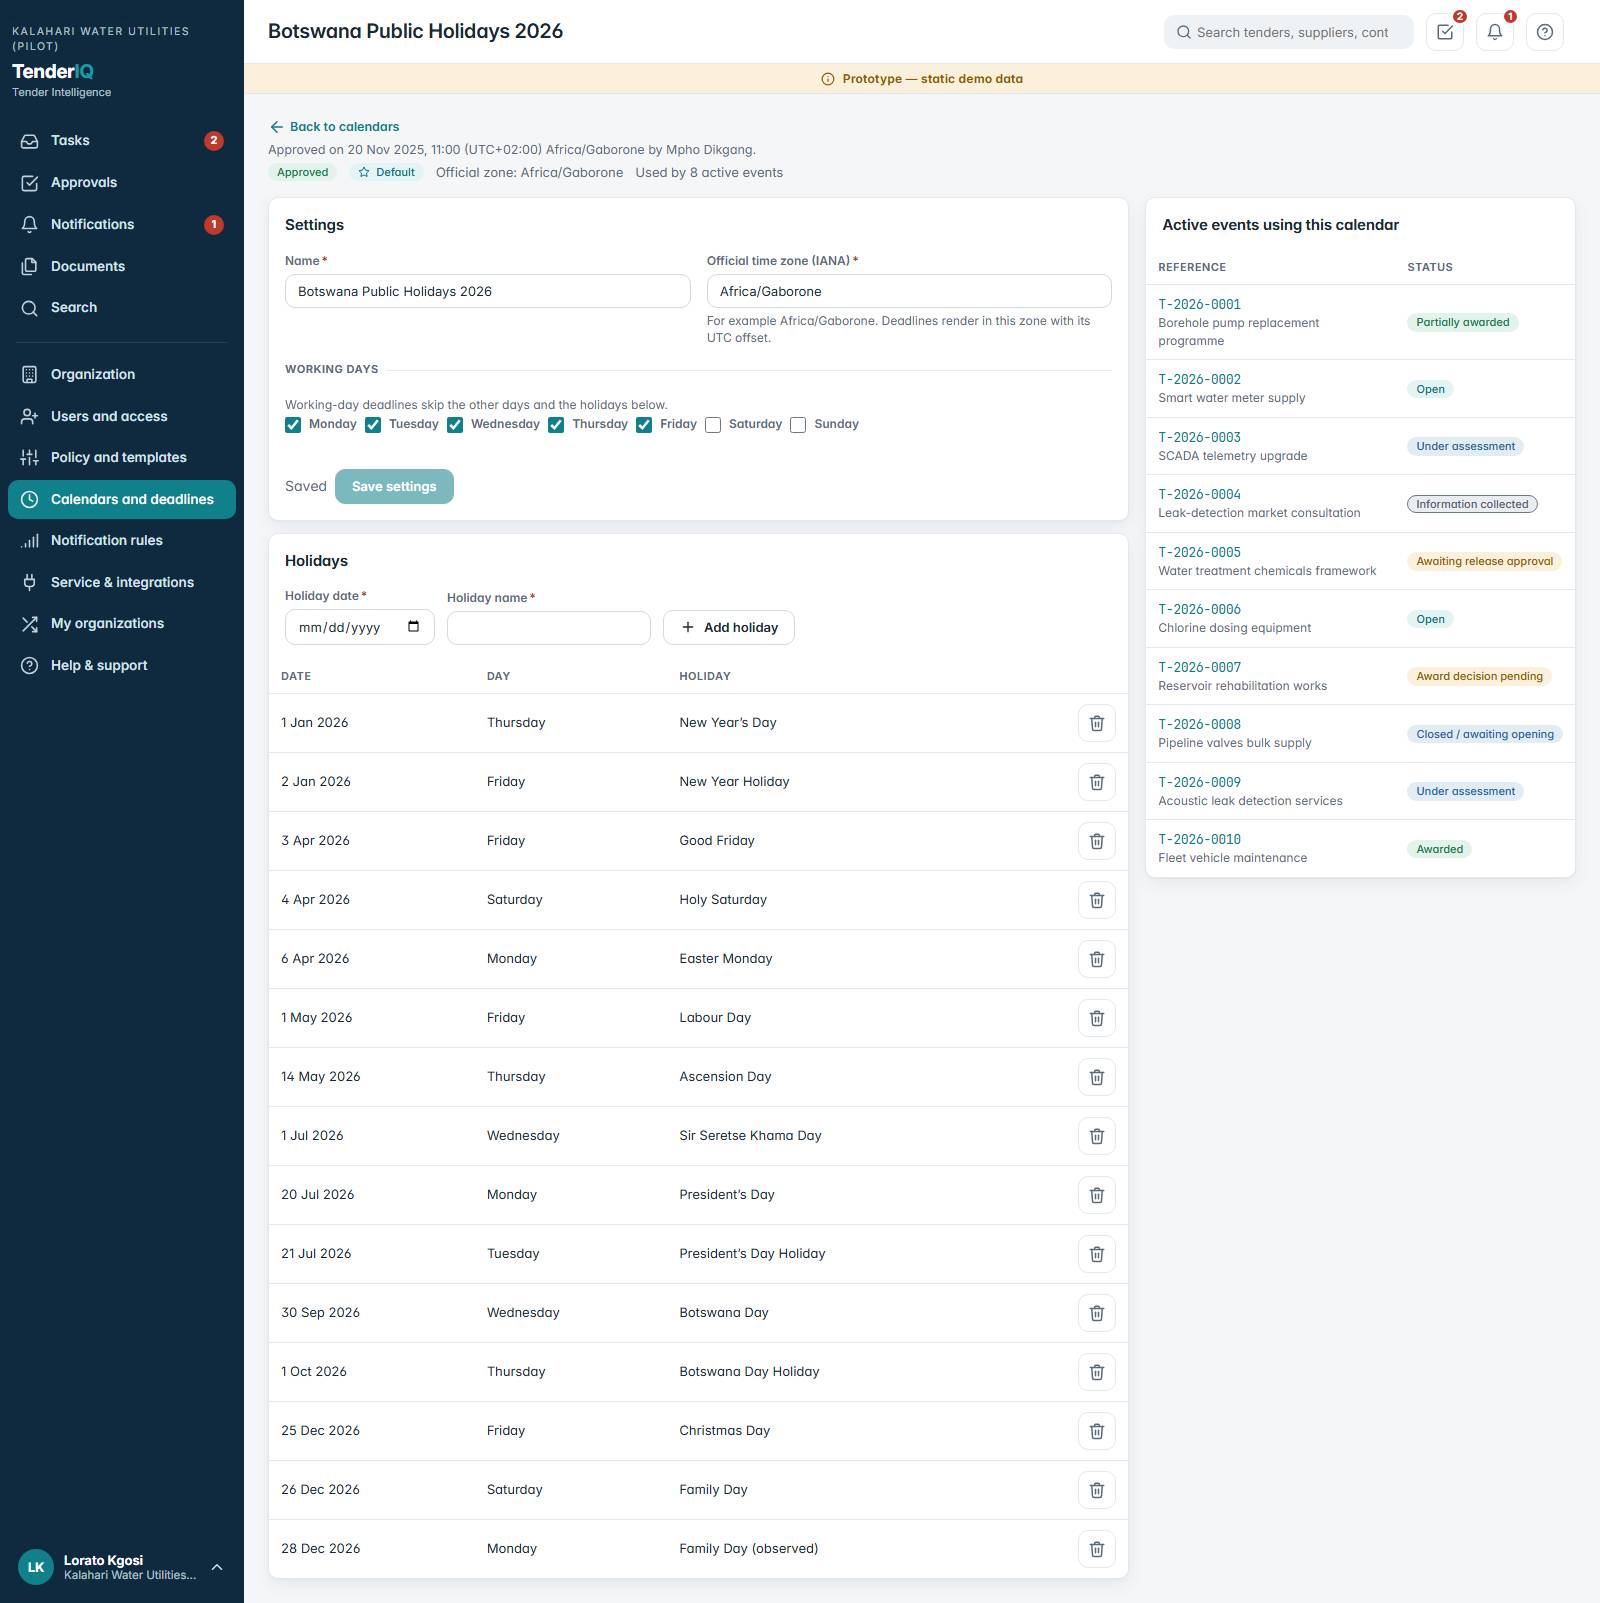 KALAHARI WATER UTILITIES
(PILOT)
TenderIQ
Tender Intelligence
Tasks 2
Approvals
Notifications 1
Documents
Search
Organization
Users and access
Policy and templates
Calendars and deadlines
Notification rules
Service & integrations
My organizations
Help & support
LK
Lorato Kgosi
Kalahari Water Utilities...
Botswana Public Holidays 2026
Search tenders, suppliers, cont
2
1
Prototype — static demo data
Back to calendars
Approved on 20 Nov 2025, 11:00 (UTC+02:00) Africa/Gaborone by Mpho Dikgang.
Approved Default Official zone: Africa/Gaborone Used by 8 active events
Settings
Name *
Botswana Public Holidays 2026
Official time zone (IANA) *
Africa/Gaborone
For example Africa/Gaborone. Deadlines render in this zone with its
UTC offset.
WORKING DAYS
Working-day deadlines skip the other days and the holidays below.
Monday Tuesday Wednesday Thursday Friday Saturday Sunday
Saved Save settings
Holidays
Holiday date *
mm/dd/yyyy
Holiday name *
Add holiday
DATE DAY HOLIDAY
1 Jan 2026 Thursday New Year's Day
2 Jan 2026 Friday New Year Holiday
3 Apr 2026 Friday Good Friday
4 Apr 2026 Saturday Holy Saturday
6 Apr 2026 Monday Easter Monday
1 May 2026 Friday Labour Day
14 May 2026 Thursday Ascension Day
1 Jul 2026 Wednesday Sir Seretse Khama Day
20 Jul 2026 Monday President's Day
21 Jul 2026 Tuesday President's Day Holiday
30 Sep 2026 Wednesday Botswana Day
1 Oct 2026 Thursday Botswana Day Holiday
25 Dec 2026 Friday Christmas Day
26 Dec 2026 Saturday Family Day
28 Dec 2026 Monday Family Day (observed)
Active events using this calendar
REFERENCE STATUS
T-2026-0001
Borehole pump replacement
programme
Partially awarded
T-2026-0002
Smart water meter supply
Open
T-2026-0003
SCADA telemetry upgrade
Under assessment
T-2026-0004
Leak-detection market consultation
Information collected
T-2026-0005
Water treatment chemicals framework
Awaiting release approval
T-2026-0006
Chlorine dosing equipment
Open
T-2026-0007
Reservoir rehabilitation works
Award decision pending
T-2026-0008
Pipeline valves bulk supply
Closed / awaiting opening
T-2026-0009
Acoustic leak detection services
Under assessment
T-2026-0010
Fleet vehicle maintenance
Awarded